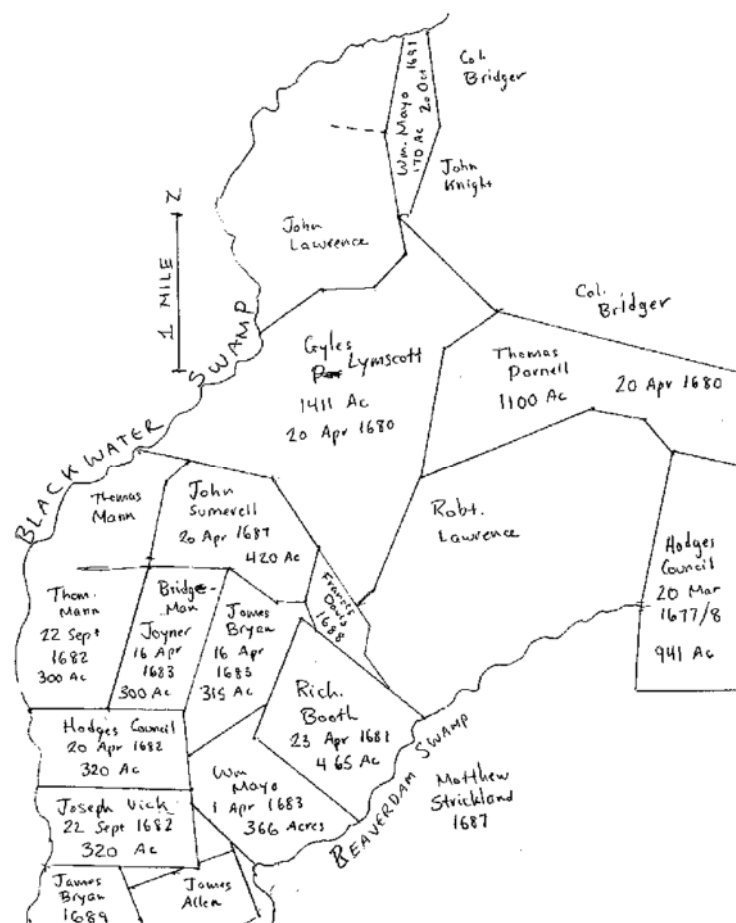 Col.
Bridger
Wm. Mayo 1691
170 Ac 20 Oct
John
Knight
John
Lawrence
N
1 MILE
Col.
Bridger
BLACKWATER SWAMP
Gyles
Lymscott
1411 Ac
20 Apr 1680
Thomas
Parnell
1100 Ac
20 Apr 1680
Thomas
Mann
John
Sumerell
20 Apr 1687
420 Ac
Robt.
Lawrence
Hodges
Council
20 Mar
1677/8
941 Ac
Francis
Davis
1688
Thom.
Mann
22 Sept
1682
300 Ac
Bridge-
Man
Joyner
16 Apr
1683
300 Ac
James
Bryan
16 Apr
1683
315 Ac
Rich.
Booth
23 Apr 1681
465 Ac
Hodges Council
20 Apr 1682
320 Ac
Wm
Mayo
1 Apr 1683
366 Acres
BEAVERDAM SWAMP
Matthew
Strickland
1687
Joseph Vick
22 Sept 1682
320 Ac
James
Bryan
1689
James
Allen